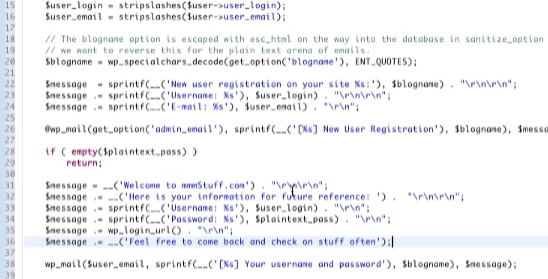 15 $user_login = stripslashes($user->user_login);
16 $user_email = stripslashes($user->user_email);
17
18 // The blogname option is escaped with esc_html on the way into the database in sanitize_option
19 // we want to reverse this for the plain text arena of emails.
20 $blogname = wp_specialchars_decode(get_option('blogname'), ENT_QUOTES);
21
22 $message = sprintf(__('New user registration on your site %s:'), $blogname) . "\r\n\r\n";
23 $message .= sprintf(__('Username: %s'), $user_login) . "\r\n\r\n";
24 $message .= sprintf(__('E-mail: %s'), $user_email) . "\r\n";
25
26 @wp_mail(get_option('admin_email'), sprintf(__('[%s] New User Registration'), $blogname), $messa
27
28 if ( empty($plaintext_pass) )
29 return;
30
31 $message = __('Welcome to mmmStuff.com') . "\r\n\r\n";
32 $message .= __('Here is your information for future reference: ') . "\r\n\r\n";
33 $message .= sprintf(__('Username: %s'), $user_login) . "\r\n";
34 $message .= sprintf(__('Password: %s'), $plaintext_pass) . "\r\n";
35 $message .= wp_login_url() . "\r\n";
36 $message .= __('Feel free to come back and check on stuff often');
37
38 wp_mail($user_email, sprintf(__('[%s] Your username and password'), $blogname), $message);
39